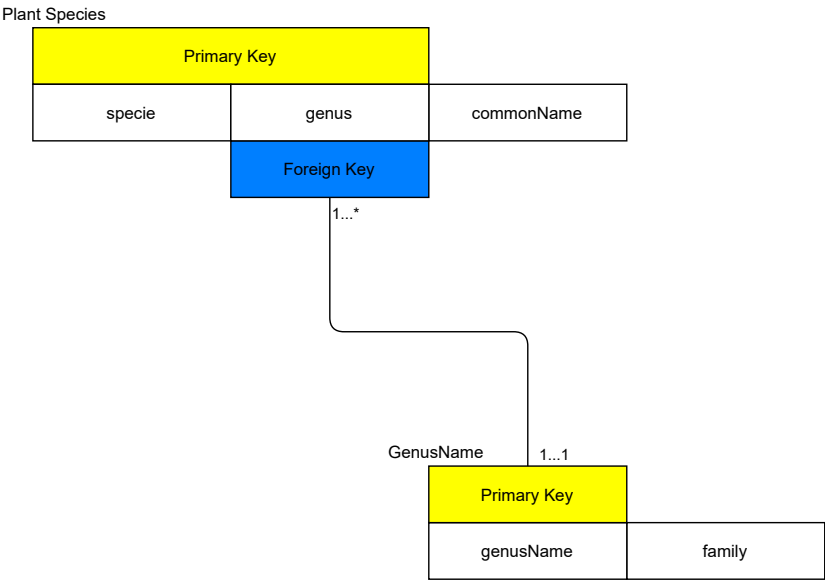 Plant Species
Primary Key
specie genus commonName
Foreign Key
1...*
GenusName 1...1
Primary Key
genusName family